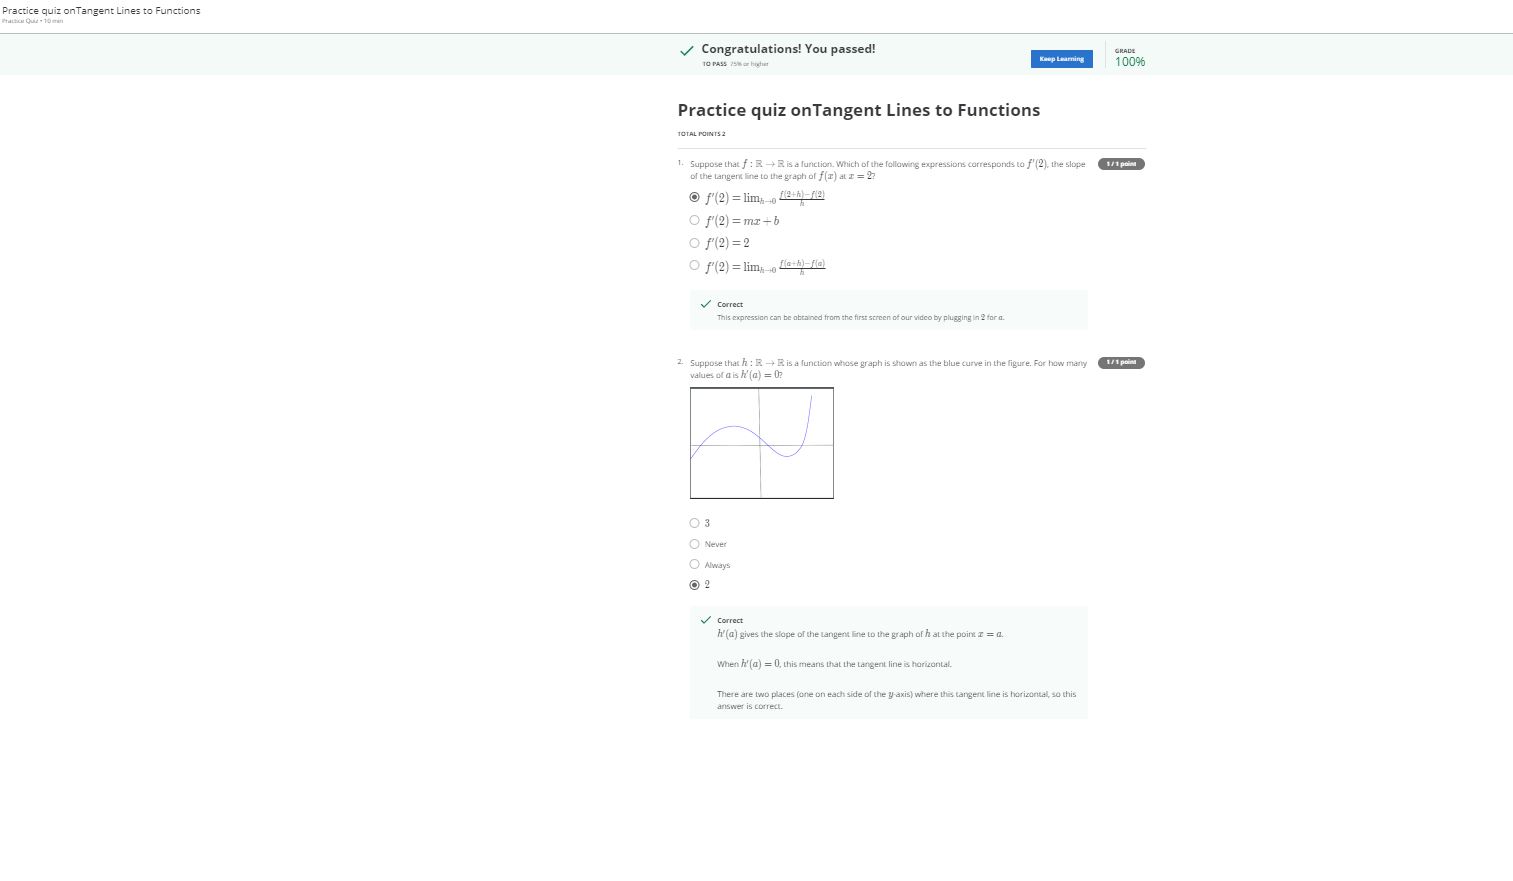 Practice quiz onTangent Lines to Functions
Practice Quiz • 10 min
Congratulations! You passed!
TO PASS 75% or higher
Keep Learning
GRADE
100%
Practice quiz onTangent Lines to Functions
TOTAL POINTS 2
1. Suppose that f : ℝ → ℝ is a function. Which of the following expressions corresponds to f′(2), the slope
of the tangent line to the graph of f(x) at x = 2?
1 / 1 point
f′(2) = lim_{h→0} \frac{f(2+h)−f(2)}{h}
f′(2) = mx + b
f′(2) = 2
f′(2) = lim_{h→0} \frac{f(a+h)−f(a)}{h}
Correct
This expression can be obtained from the first screen of our video by plugging in 2 for a.
2. Suppose that h : ℝ → ℝ is a function whose graph is shown as the blue curve in the figure. For how many
values of a is h′(a) = 0?
1 / 1 point
3
Never
Always
2
Correct
h′(a) gives the slope of the tangent line to the graph of h at the point x = a.
When h′(a) = 0, this means that the tangent line is horizontal.
There are two places (one on each side of the y-axis) where this tangent line is horizontal, so this
answer is correct.